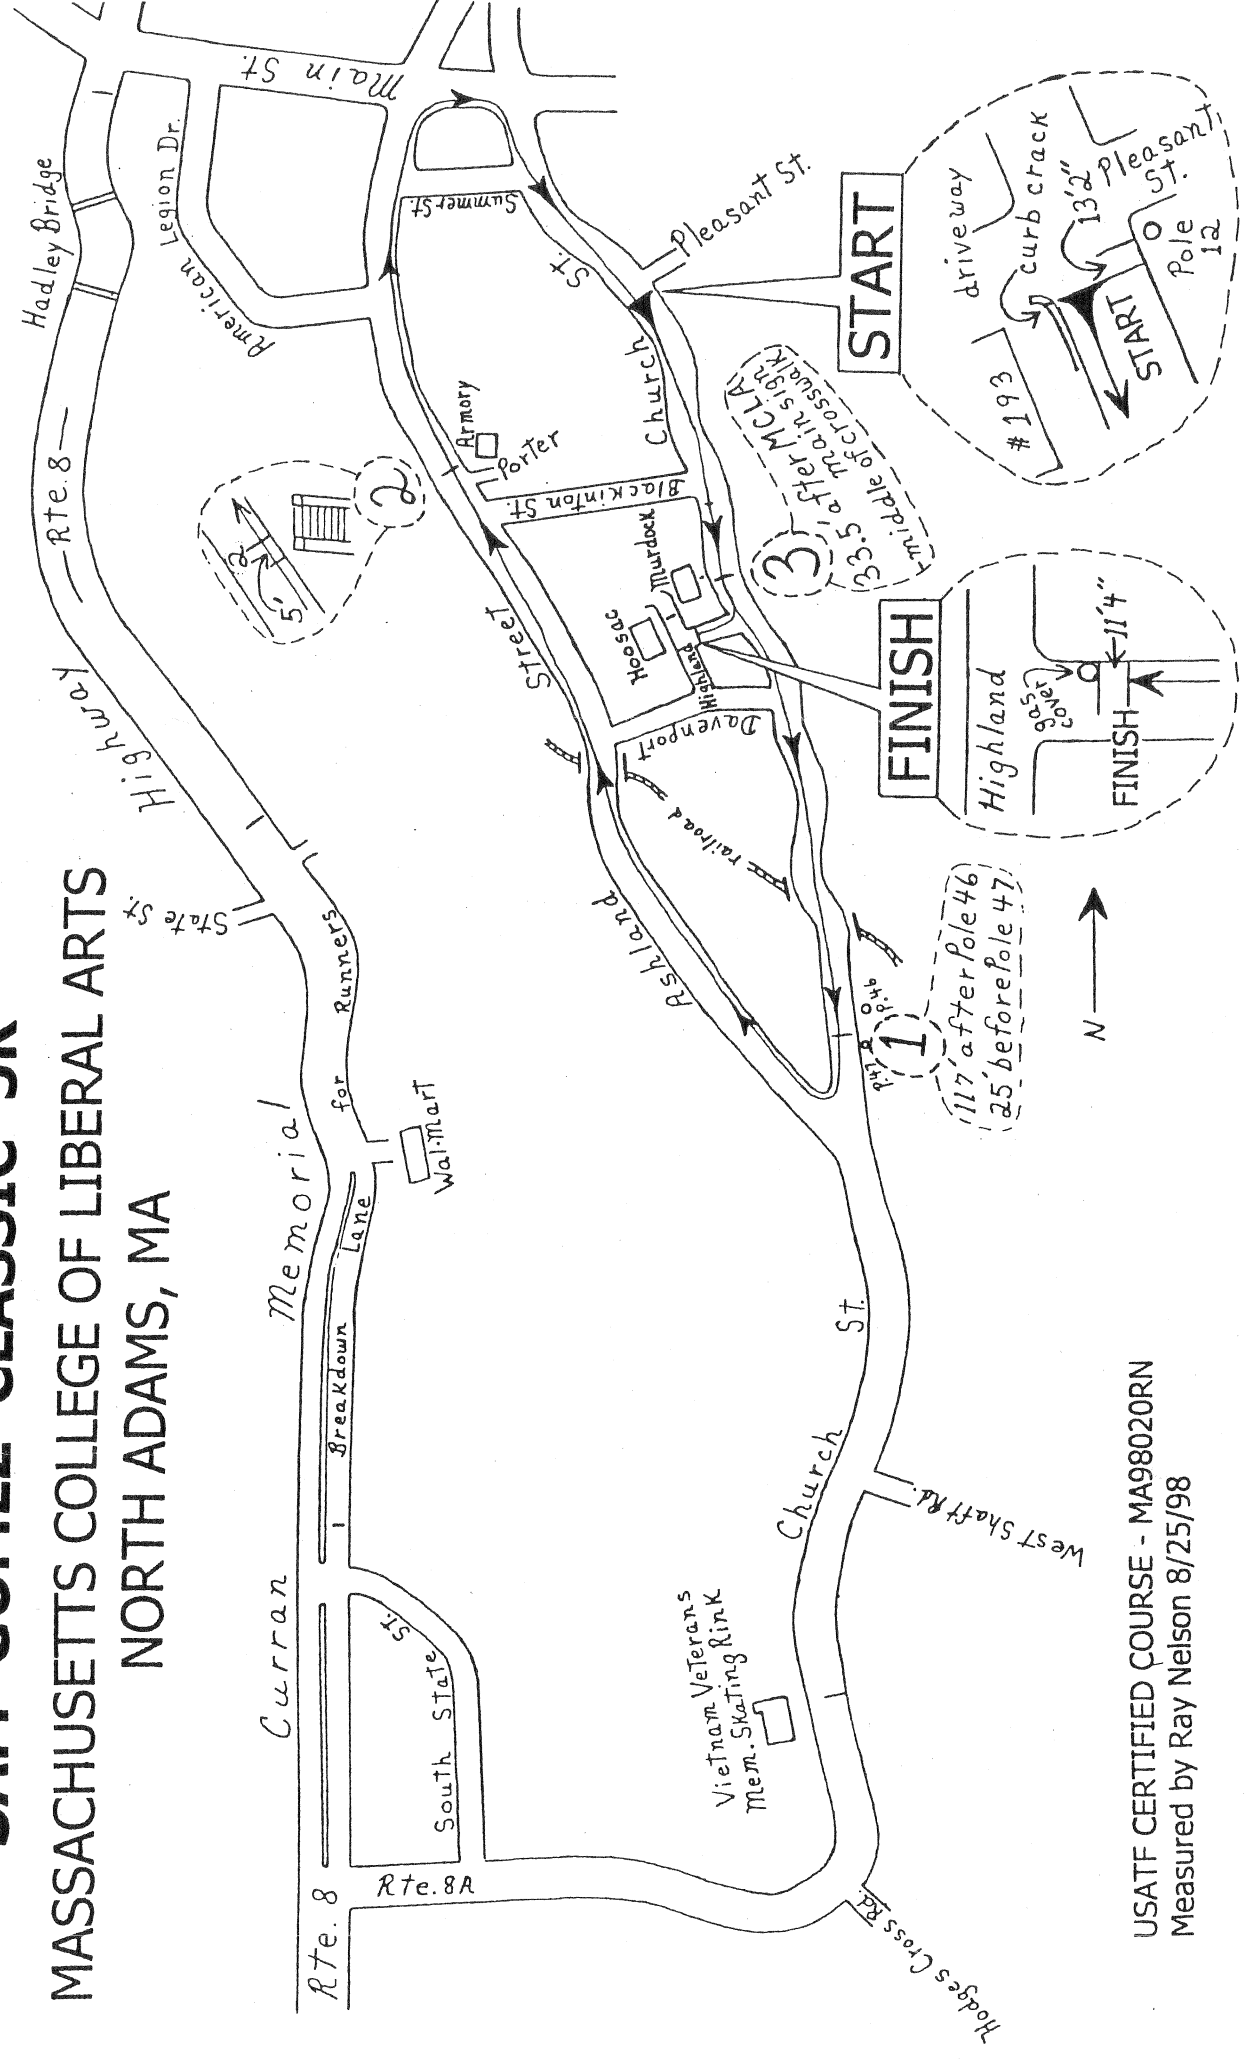 CLASSIC 5K
MASSACHUSETTS COLLEGE OF LIBERAL ARTS
NORTH ADAMS, MA
Rte. 8
Curran
Memorial
Highway
Rte. 8
Hadley Bridge
Breakdown
Lane
for
Runners
State St.
Wal-Mart
South State
St.
Rte. 8A
American
Legion Dr.
Main St.
Vietnam Veterans
Mem. Skating Rink
Hodges Cross Rd.
West Shaft Rd.
Church
St.
Ashland
Street
railroad
Davenport
Highland
Hoosac
Murdock
Blackinton St.
Porter
Armory
Church
St.
Summer St.
Pleasant St.
2
2
5'
1
P.47
P.46
117' after Pole 46
25' before Pole 47
3
33.5' after MCLA
main sign
middle of crosswalk
FINISH
Highland
gas
cover
11'4"
FINISH
START
#193
driveway
curb crack
13'2"
Pleasant
St.
Pole
12
START
N
USATF CERTIFIED COURSE - MA98020RN
Measured by Ray Nelson 8/25/98